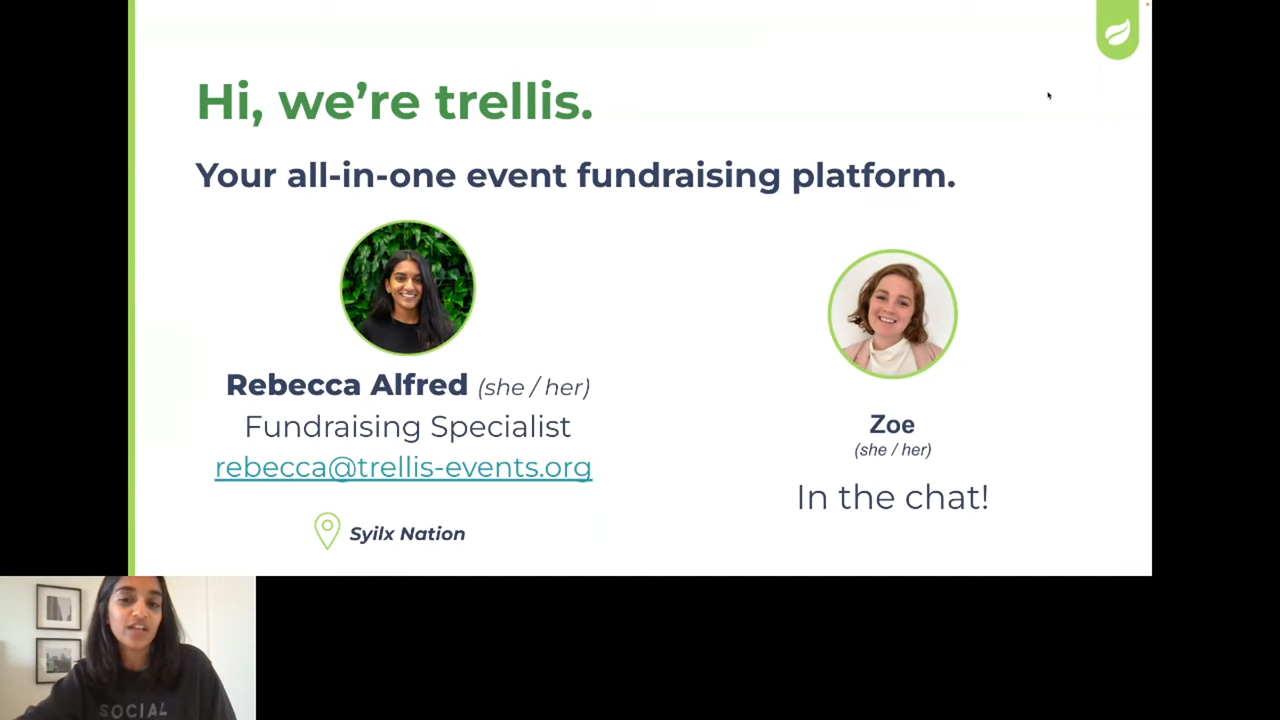 Hi, we're trellis.
Your all-in-one event fundraising platform.
Rebecca Alfred (she / her)
Fundraising Specialist
rebecca@trellis-events.org
Syilx Nation
Zoe
(she / her)
In the chat!
SOCIAL